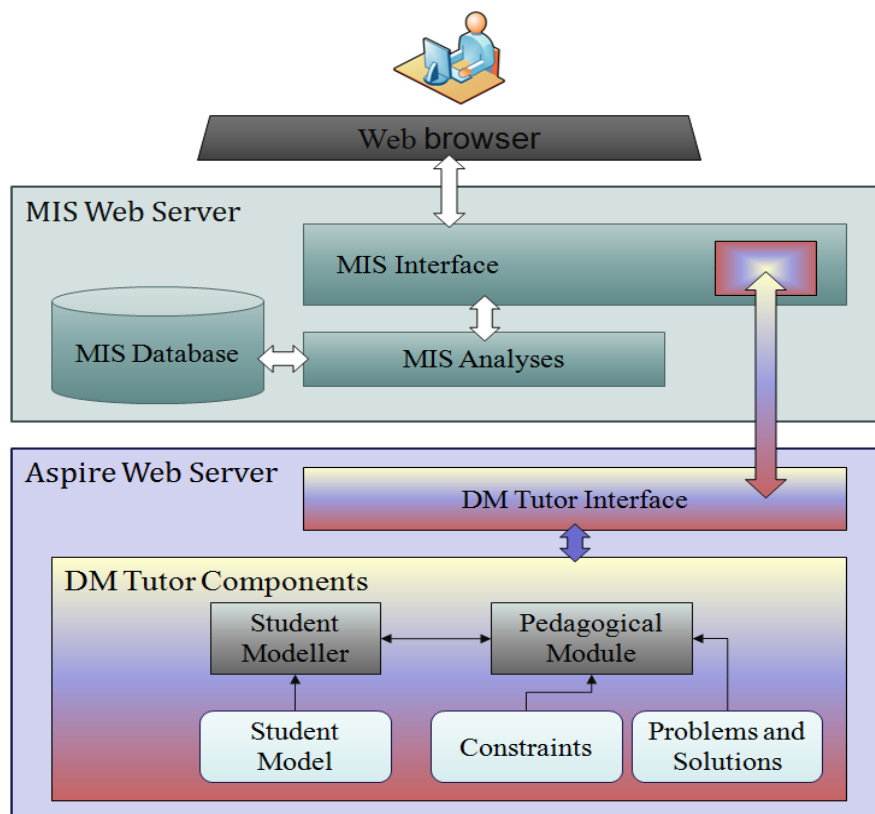 Web browser
MIS Web Server
MIS Interface
MIS Database
MIS Analyses
Aspire Web Server
DM Tutor Interface
DM Tutor Components
Student
Modeller
Pedagogical
Module
Student
Model
Constraints
Problems and
Solutions